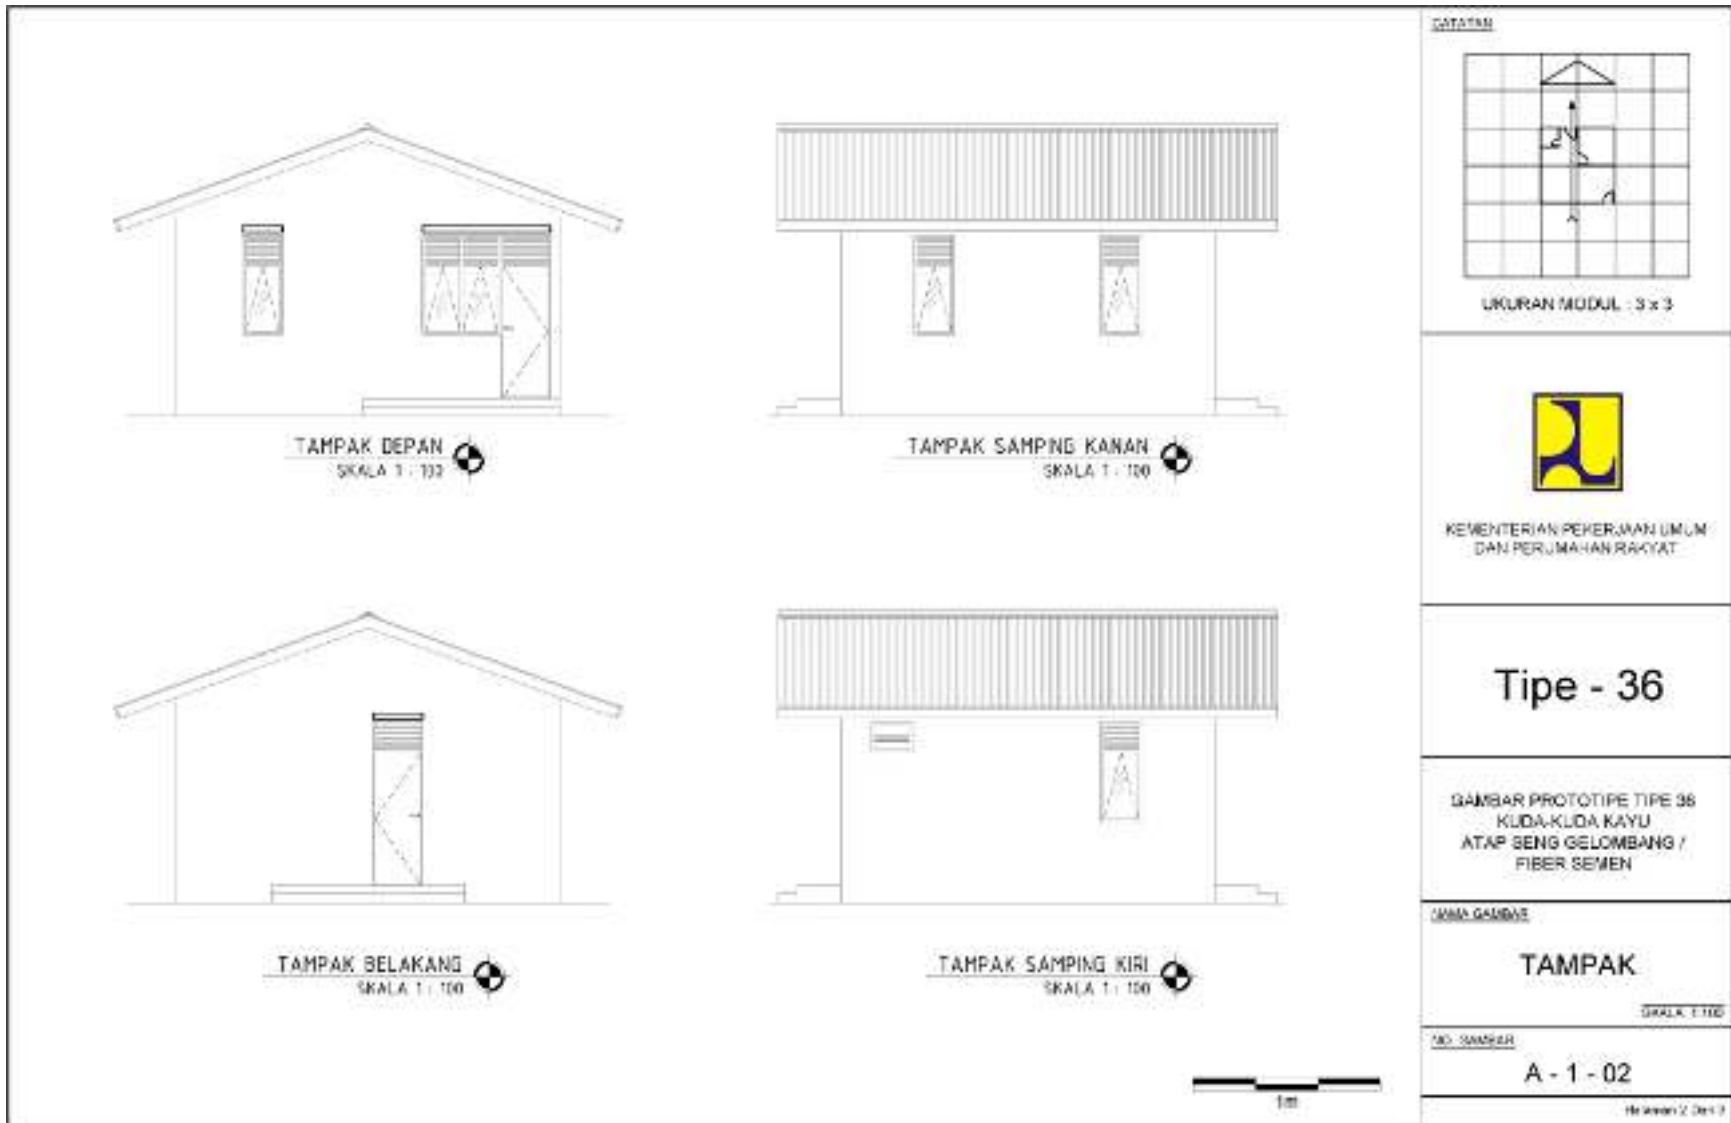 TAMPAK DEPAN
SKALA 1 : 100
TAMPAK SAMPING KANAN
SKALA 1 : 100
TAMPAK BELAKANG
SKALA 1 : 100
TAMPAK SAMPING KIRI
SKALA 1 : 100
1m
CATATAN
UKURAN MODUL : 3 x 3
KEMENTERIAN PEKERJAAN UMUM
DAN PERUMAHAN RAKYAT
Tipe - 36
GAMBAR PROTOTIPE TIPE 36
KUDA-KUDA KAYU
ATAP SENG GELOMBANG /
FIBER SEMEN
NAMA GAMBAR
TAMPAK
SKALA 1:100
NO. GAMBAR
A - 1 - 02
Halaman 2 Dari